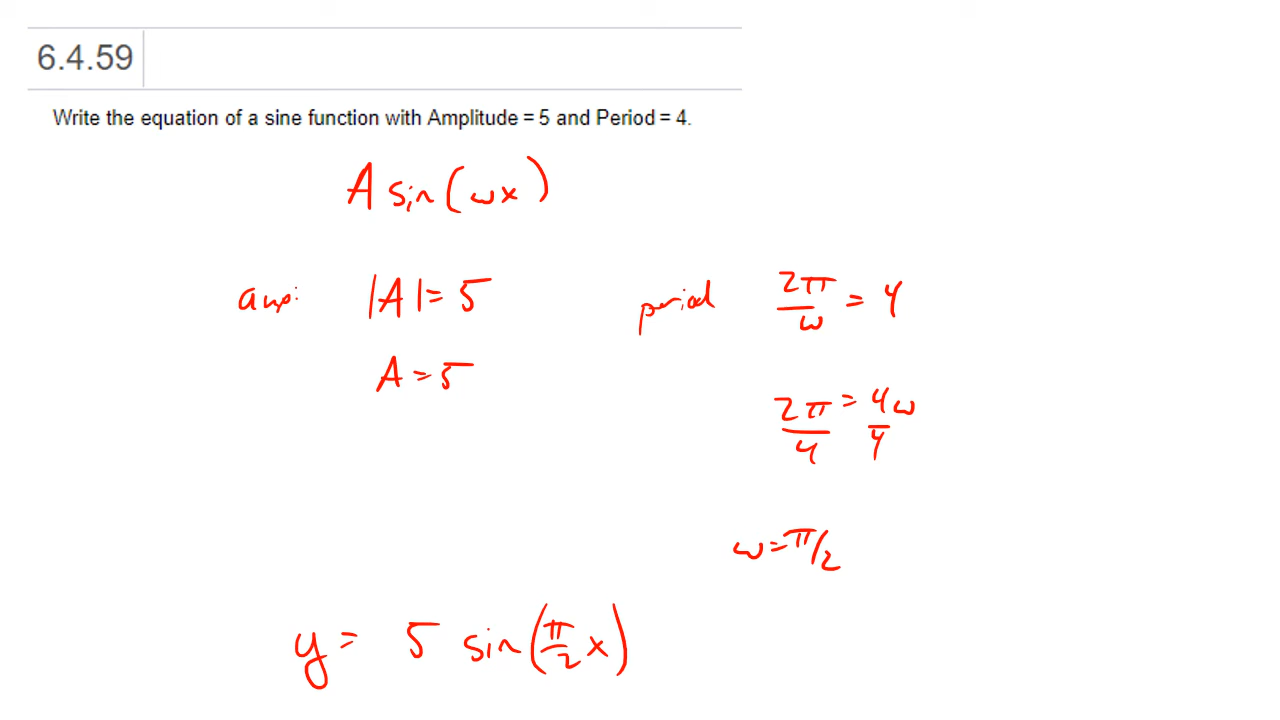 6.4.59
Write the equation of a sine function with Amplitude = 5 and Period = 4.
A sin(ωx)
amp: |A| = 5
period 2π/ω = 4
A = 5
2π/4 = 4ω/4
ω = π/2
y = 5 sin(π/2 x)